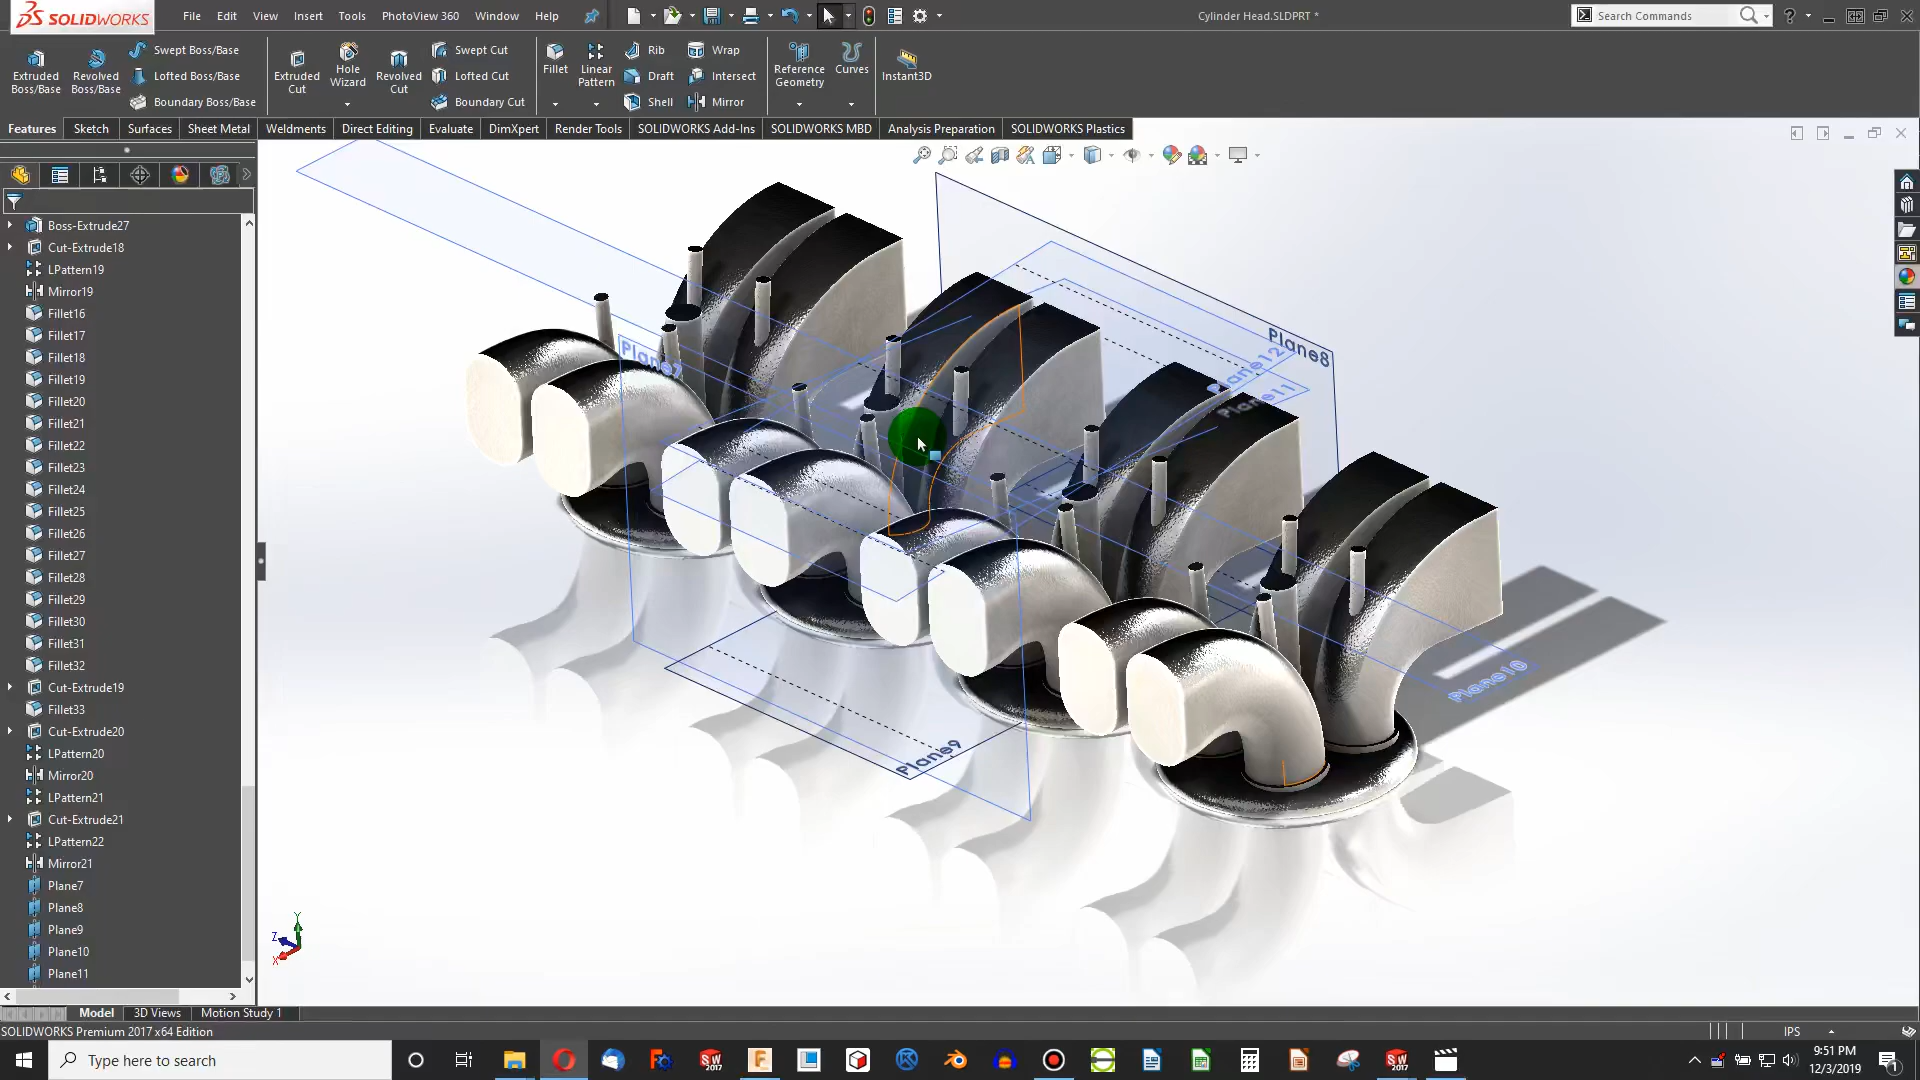 SOLIDWORKS
File Edit View Insert Tools PhotoView 360 Window Help
Cylinder Head.SLDPRT *
Search Commands
Extruded Boss/Base
Revolved Boss/Base
Swept Boss/Base
Lofted Boss/Base
Boundary Boss/Base
Extruded Cut
Hole Wizard
Revolved Cut
Swept Cut
Lofted Cut
Boundary Cut
Fillet
Linear Pattern
Rib
Draft
Shell
Wrap
Intersect
Mirror
Reference Geometry
Curves
Instant3D
Features Sketch Surfaces Sheet Metal Weldments Direct Editing Evaluate DimXpert Render Tools SOLIDWORKS Add-Ins SOLIDWORKS MBD Analysis Preparation SOLIDWORKS Plastics
Boss-Extrude27
Cut-Extrude18
LPattern19
Mirror19
Fillet16
Fillet17
Fillet18
Fillet19
Fillet20
Fillet21
Fillet22
Fillet23
Fillet24
Fillet25
Fillet26
Fillet27
Fillet28
Fillet29
Fillet30
Fillet31
Fillet32
Cut-Extrude19
Fillet33
Cut-Extrude20
LPattern20
Mirror20
LPattern21
Cut-Extrude21
LPattern22
Mirror21
Plane7
Plane8
Plane9
Plane10
Plane11
Plane7
Plane8
Plane12
Plane11
Plane10
Plane9
Y
Z
X
Model 3D Views Motion Study 1
SOLIDWORKS Premium 2017 x64 Edition
IPS
Type here to search
SW
2017
SW
2017
9:51 PM
12/3/2019
1